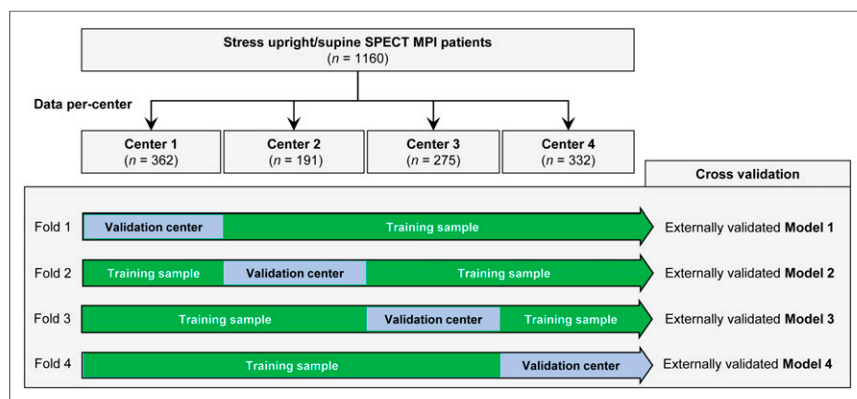 Stress upright/supine SPECT MPI patients
(n = 1160)
Data per-center
Center 1
(n = 362)
Center 2
(n = 191)
Center 3
(n = 275)
Center 4
(n = 332)
Cross validation
Fold 1
Validation center
Training sample
Externally validated Model 1
Fold 2
Training sample
Validation center
Training sample
Externally validated Model 2
Fold 3
Training sample
Validation center
Training sample
Externally validated Model 3
Fold 4
Training sample
Validation center
Externally validated Model 4